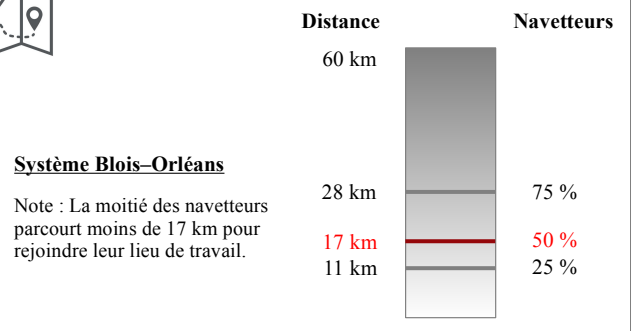 Distance Navetteurs
60 km
Système Blois–Orléans
Note : La moitié des navetteurs
parcourt moins de 17 km pour
rejoindre leur lieu de travail.
28 km 75 %
17 km 50 %
11 km 25 %